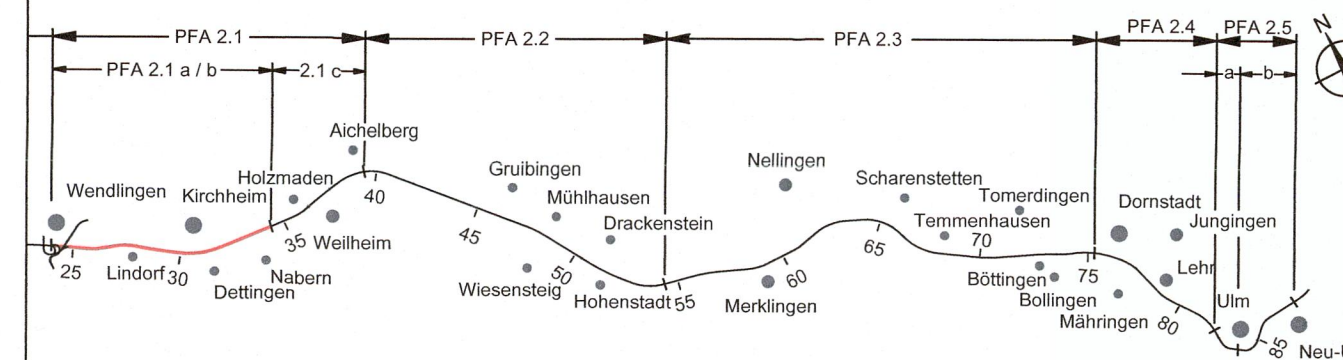 PFA 2.1
PFA 2.2
PFA 2.3
PFA 2.4
PFA 2.5
N
PFA 2.1 a / b
2.1 c
a
b
Aichelberg
Wendlingen
Kirchheim
Holzmaden
Weilheim
Lindorf
Dettingen
Nabern
25
30
35
40
Gruibingen
Mühlhausen
Drackenstein
Wiesensteig
Hohenstadt
45
50
55
Nellingen
Merklingen
60
Scharenstetten
Tomerdingen
Temmenhausen
65
70
Böttingen
Bollingen
Mähringen
75
Dornstadt
Jungingen
Lehr
80
Ulm
85